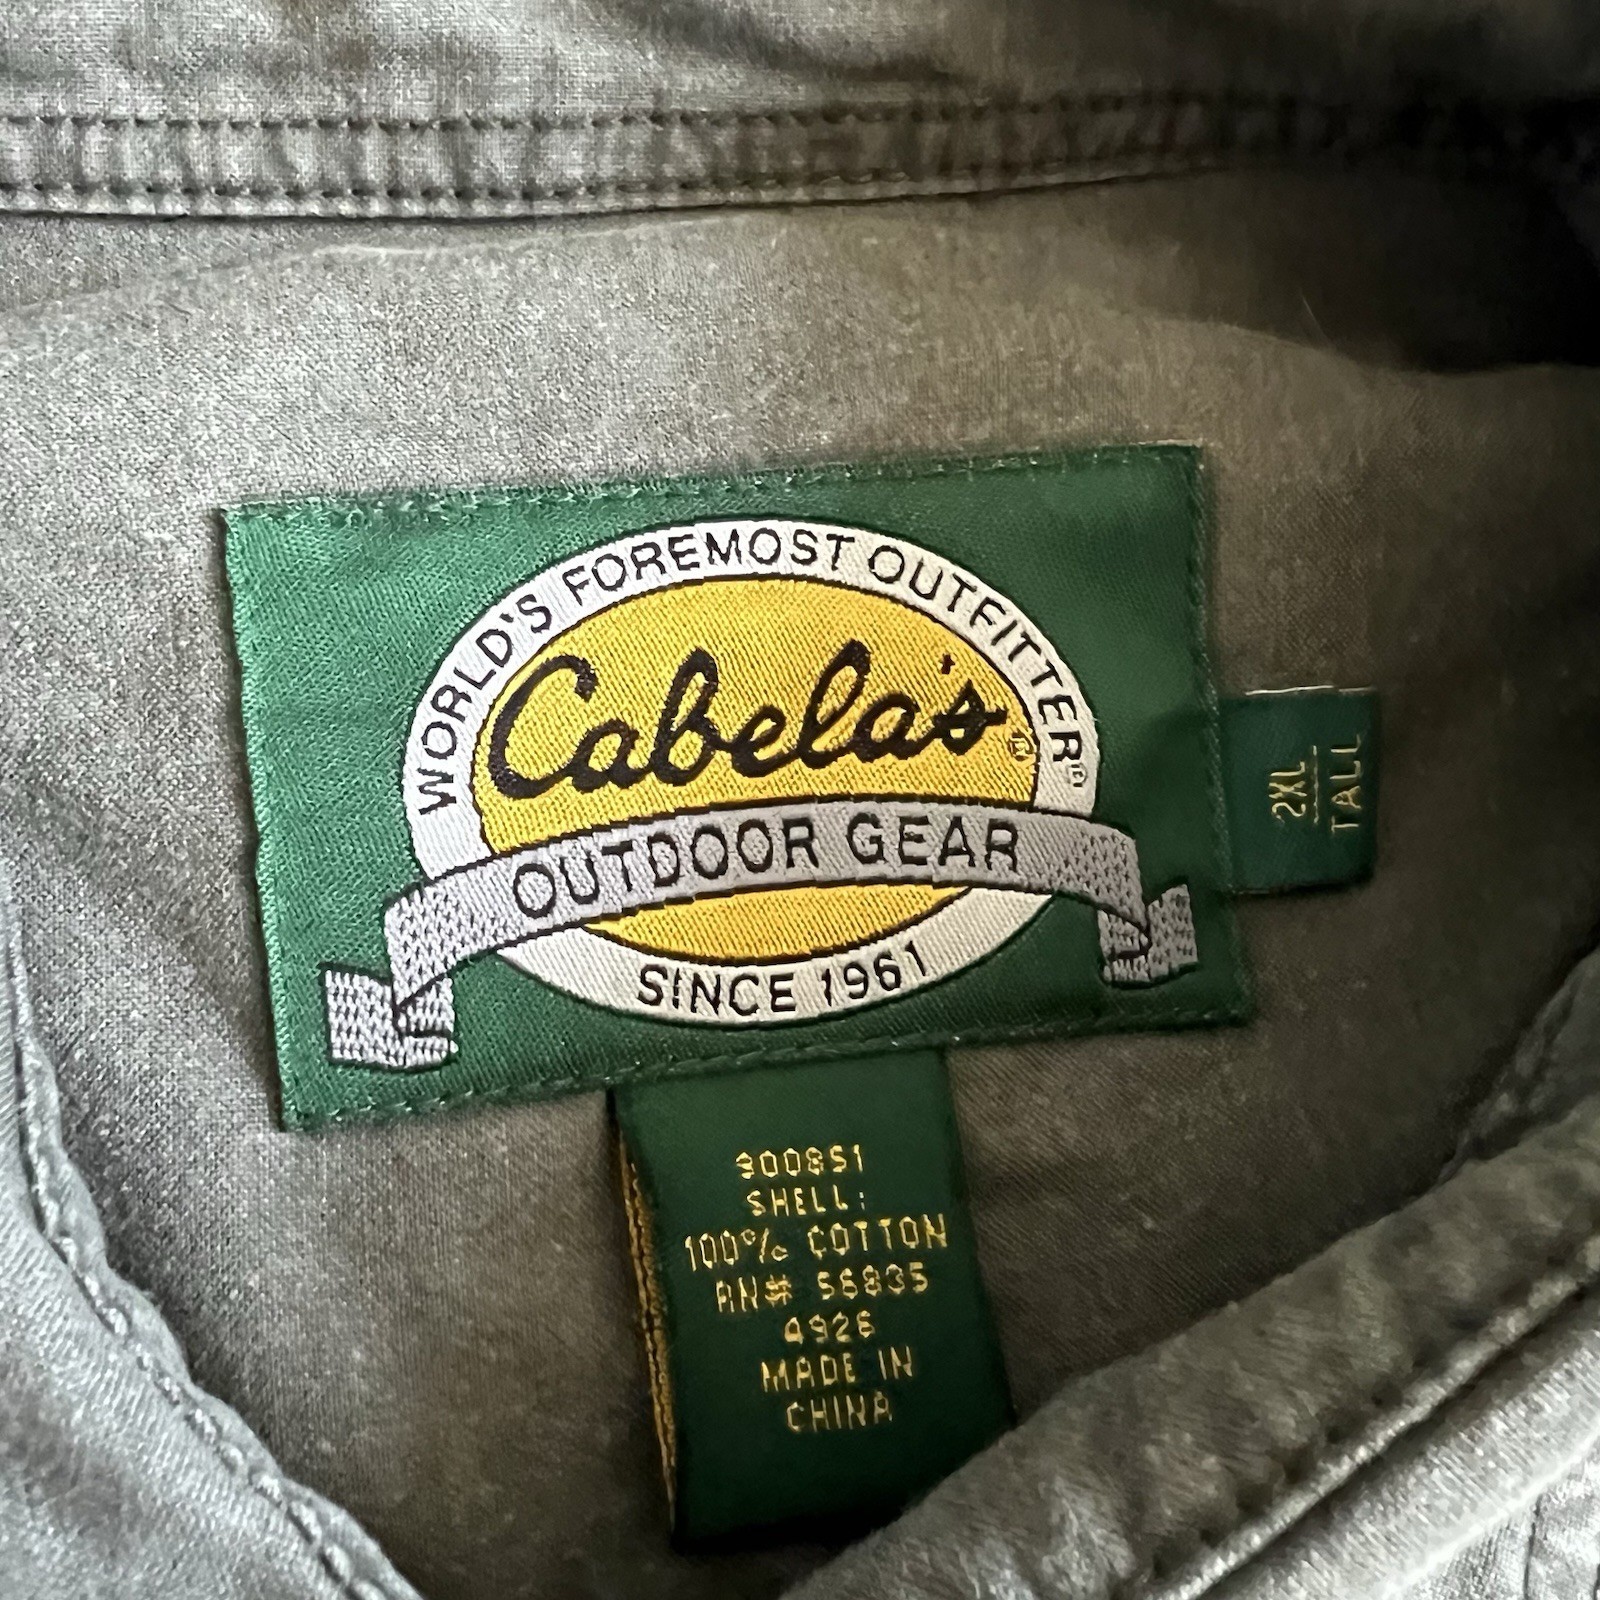 WORLD'S FOREMOST OUTFITTER®
Cabela's®
OUTDOOR GEAR
SINCE 1961
2XL
TALL
900851
SHELL:
100% COTTON
RN# 56835
4926
MADE IN
CHINA